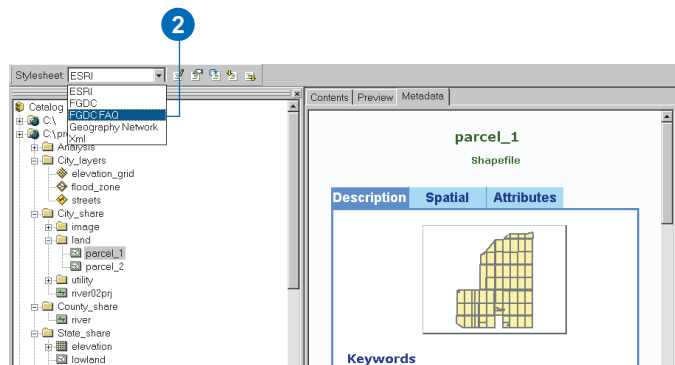 2
Stylesheet: ESRI
ESRI
FGDC
FGDC FAQ
Geography Network
Xml
Catalog
C:\
Analysis
City_layers
elevation_grid
flood_zone
streets
City_share
image
land
parcel_1
parcel_2
utility
river02prj
County_share
river
State_share
elevation
lowland
Contents Preview Metadata
parcel_1
Shapefile
Description Spatial Attributes
Keywords